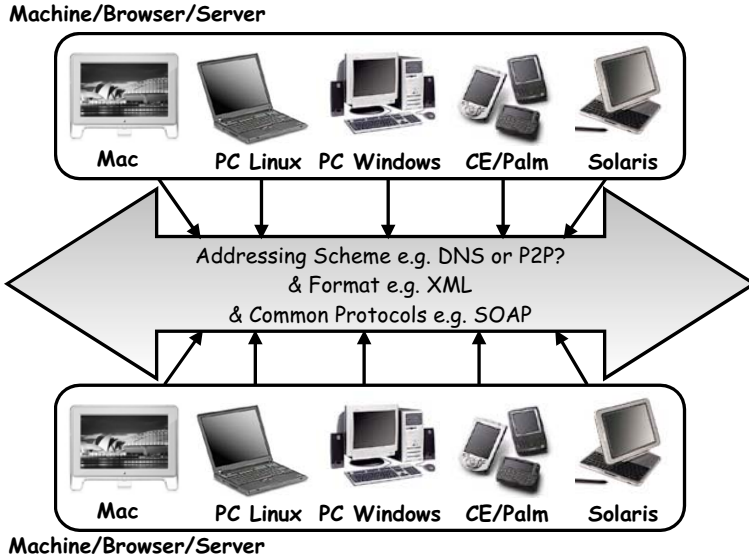 Machine/Browser/Server
Mac PC Linux PC Windows CE/Palm Solaris
Addressing Scheme e.g. DNS or P2P?
& Format e.g. XML
& Common Protocols e.g. SOAP
Mac PC Linux PC Windows CE/Palm Solaris
Machine/Browser/Server